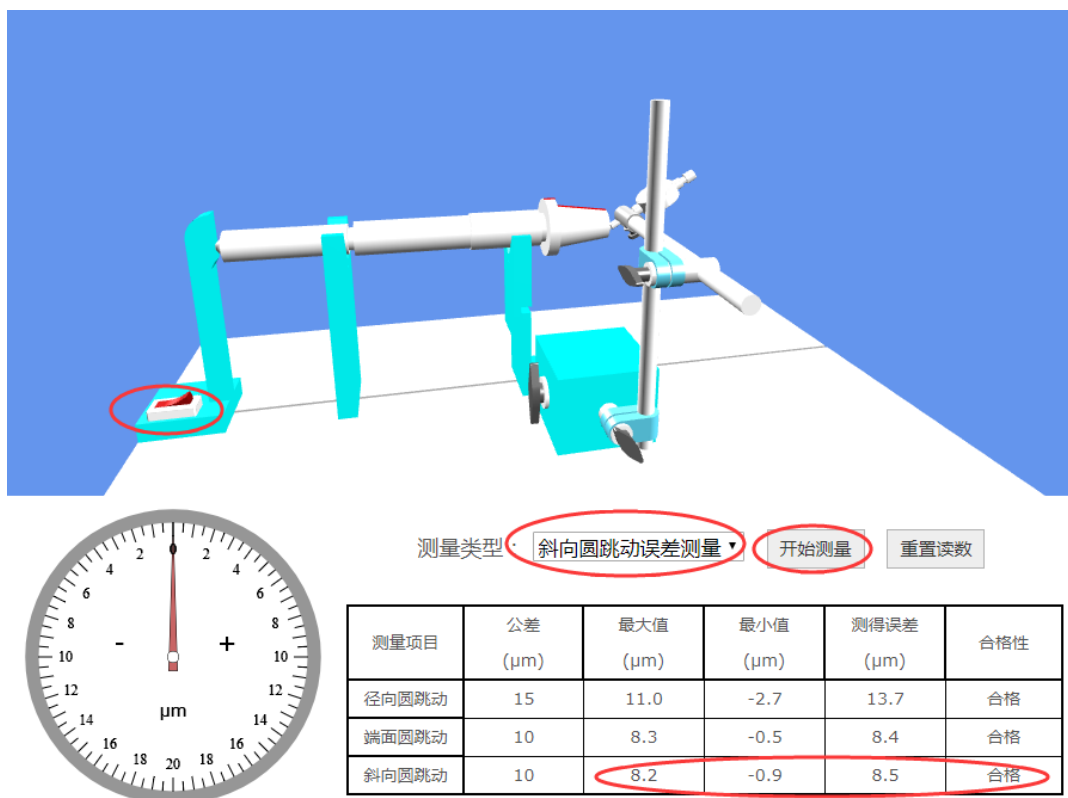 测量类型: 斜向圆跳动误差测量 开始测量 重置读数
0
2 2
4 4
6 6
8 8
- +
10 10
12 12
μm
14 14
16 16
18 20 18
测量项目 公差 (μm) 最大值 (μm) 最小值 (μm) 测得误差 (μm) 合格性
径向圆跳动 15 11.0 -2.7 13.7 合格
端面圆跳动 10 8.3 -0.5 8.4 合格
斜向圆跳动 10 8.2 -0.9 8.5 合格